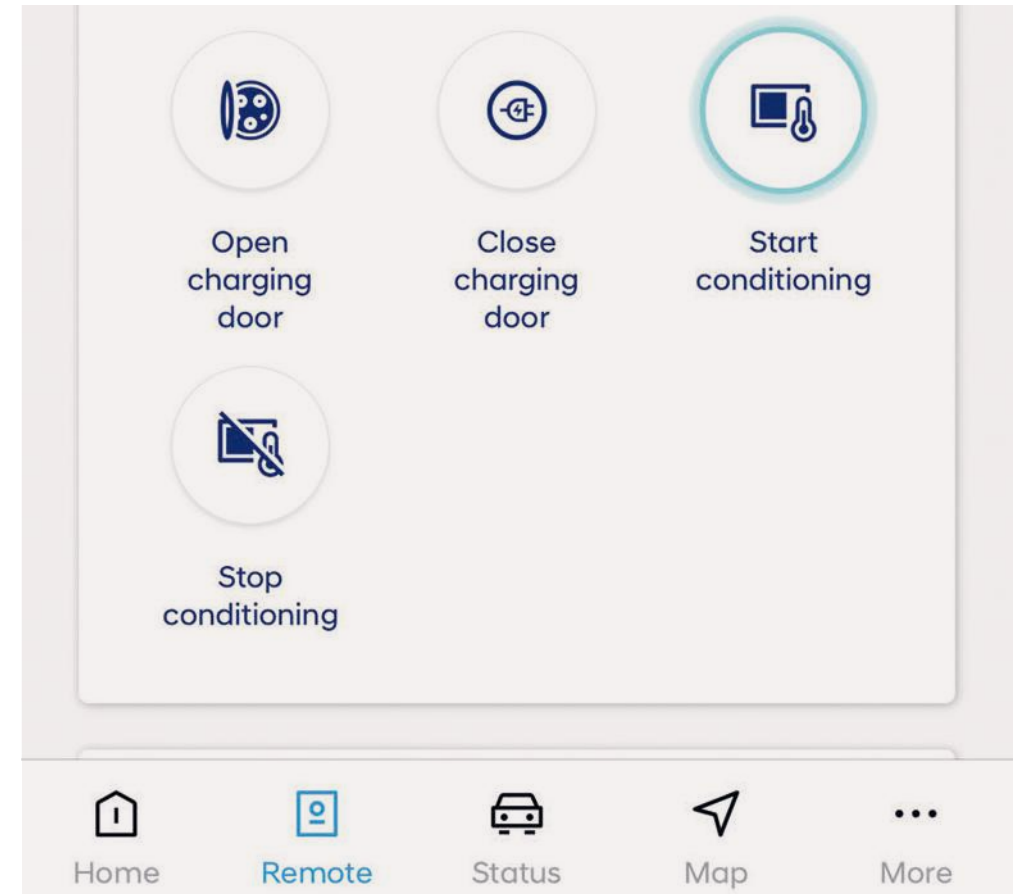 Open
charging
door
Close
charging
door
Start
conditioning
Stop
conditioning
Home
Remote
Status
Map
More